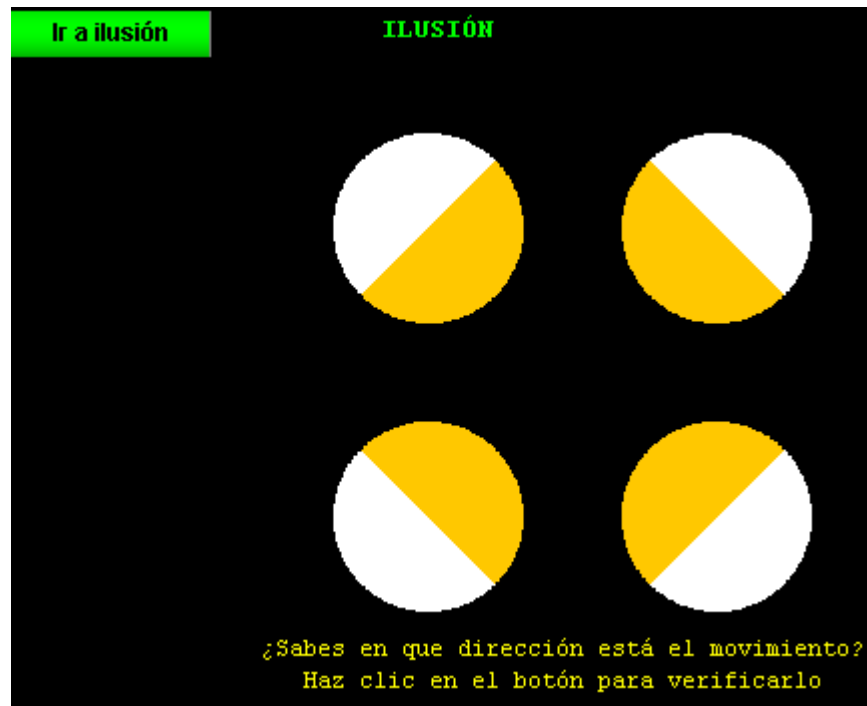 Ir a ilusión
ILUSIÓN
¿Sabes en que dirección está el movimiento?
Haz clic en el botón para verificarlo